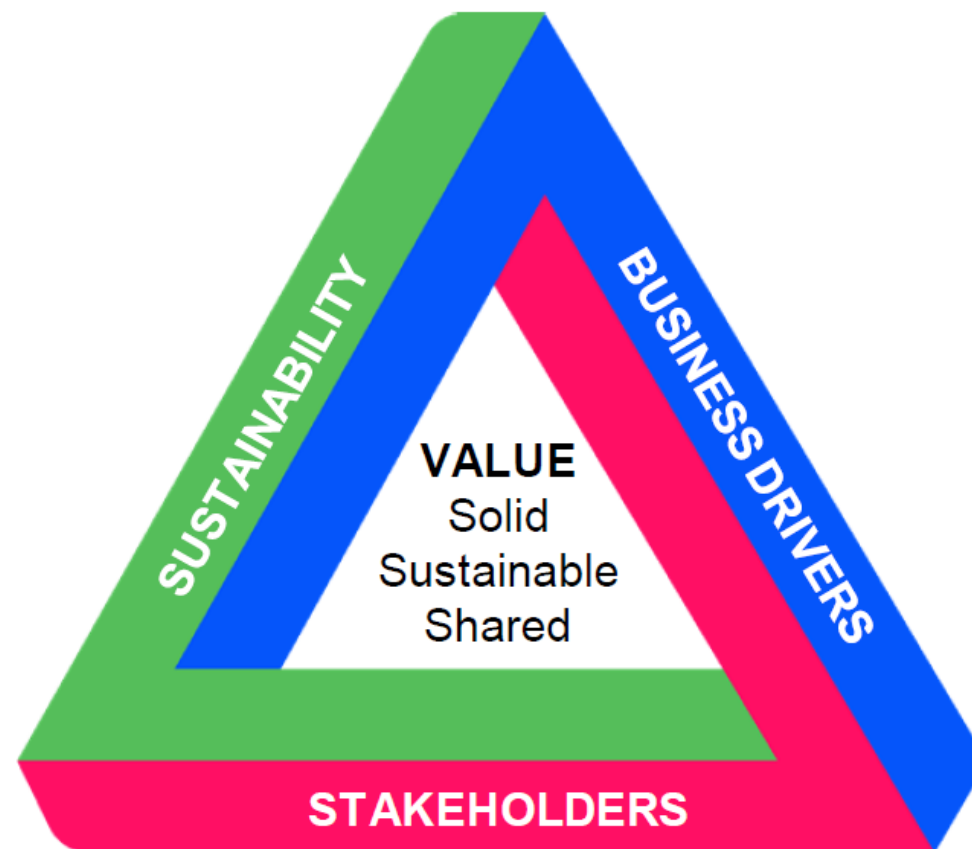 SUSTAINABILITY
BUSINESS DRIVERS
VALUE
Solid
Sustainable
Shared
STAKEHOLDERS